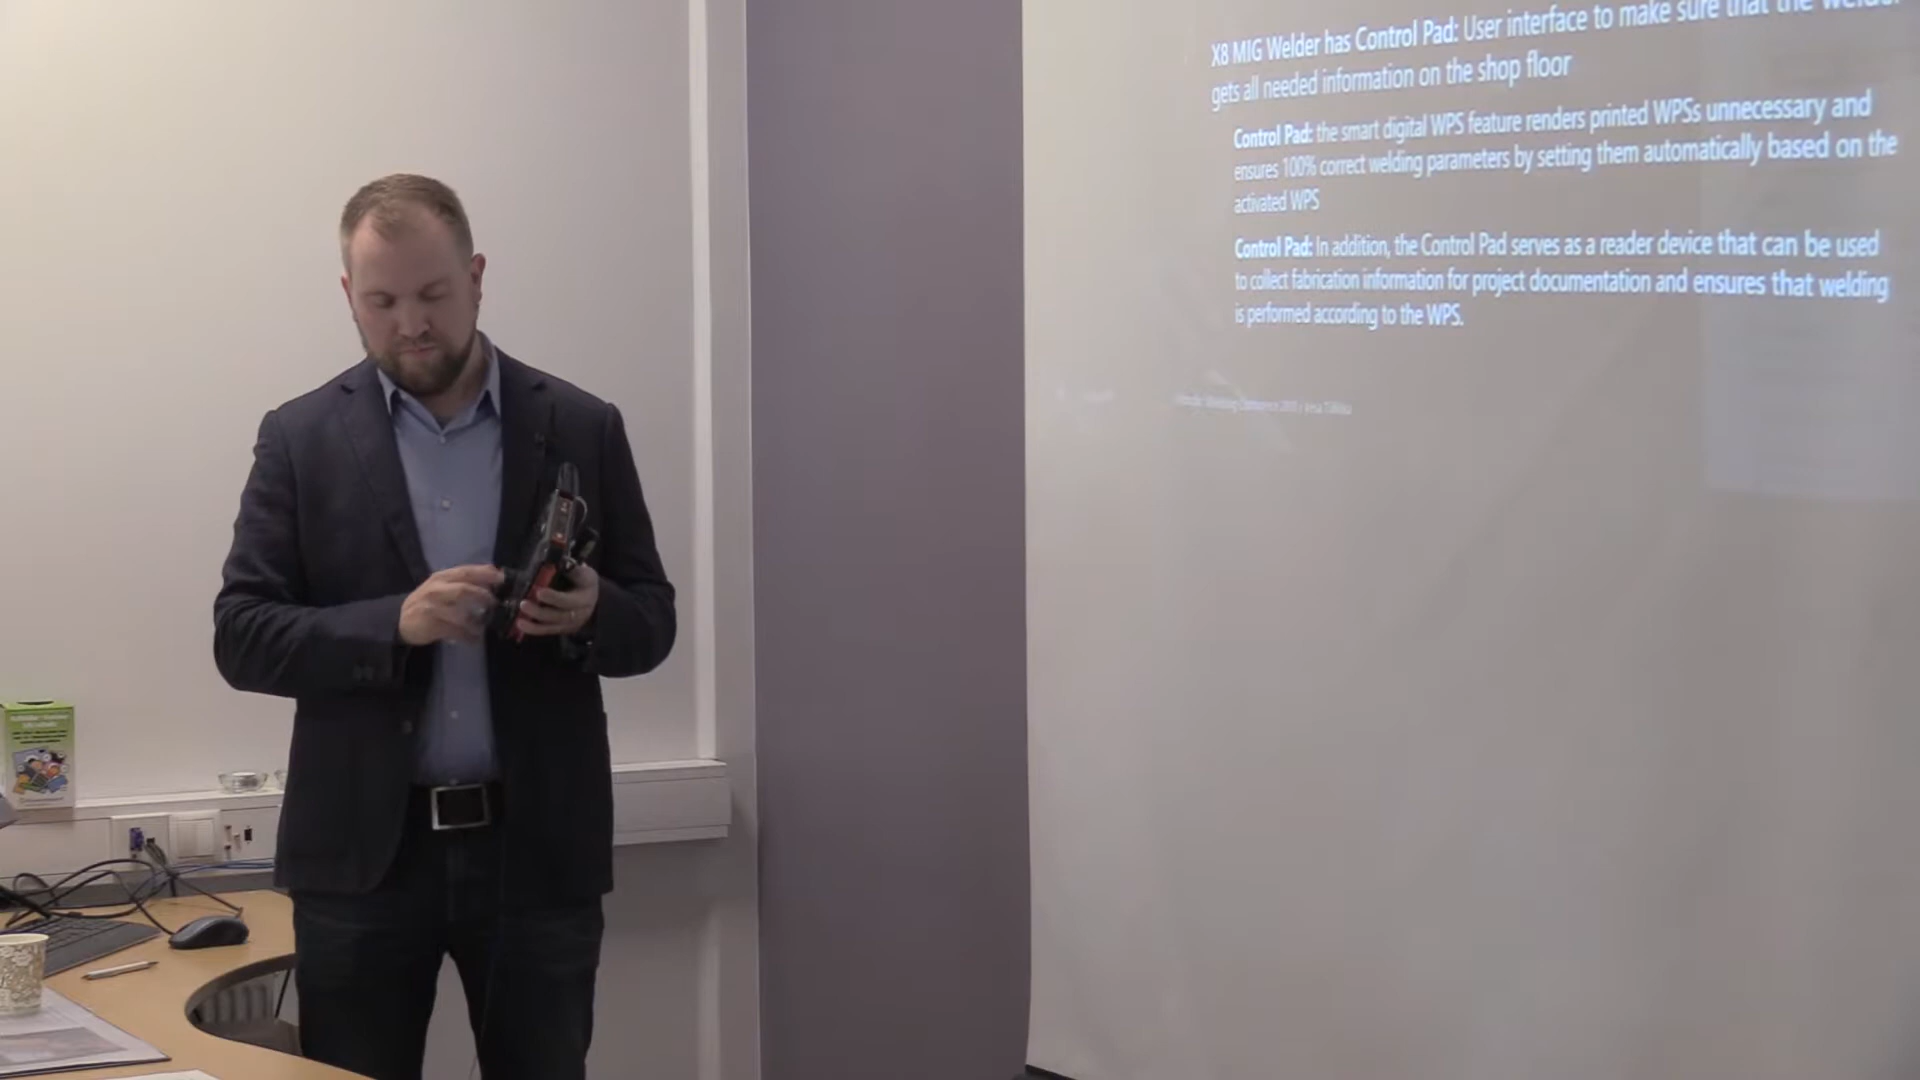 X8 MIG Welder has Control Pad: User interface to make sure that the welder
gets all needed information on the shop floor
Control Pad: the smart digital WPS feature renders printed WPSs unnecessary and
ensures 100% correct welding parameters by setting them automatically based on the
activated WPS
Control Pad: In addition, the Control Pad serves as a reader device that can be used
to collect fabrication information for project documentation and ensures that welding
is performed according to the WPS.